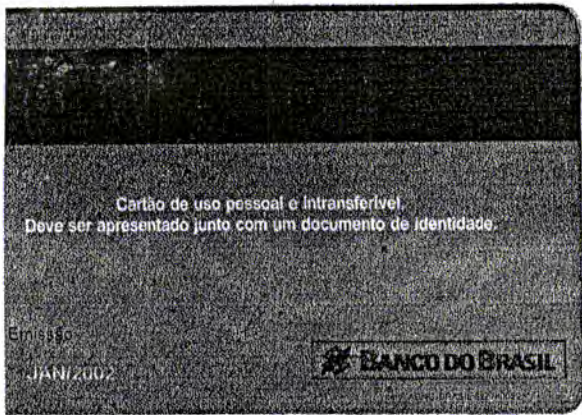 Cartão de uso pessoal e intransferível.
Deve ser apresentado junto com um documento de identidade.
Emissão
JAN/2002
BANCO DO BRASIL